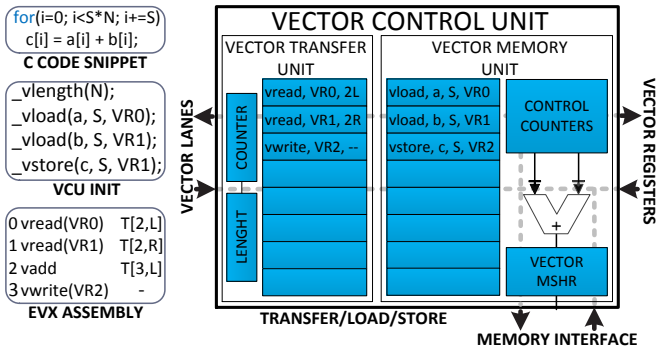 for(i=0; i<S*N; i+=S)
c[i] = a[i] + b[i];
C CODE SNIPPET
_vlength(N);
_vload(a, S, VR0);
_vload(b, S, VR1);
_vstore(c, S, VR1);
VCU INIT
0 vread(VR0) T[2,L]
1 vread(VR1) T[2,R]
2 vadd T[3,L]
3 vwrite(VR2) -
EVX ASSEMBLY
VECTOR CONTROL UNIT
VECTOR TRANSFER
UNIT
VECTOR LANES
COUNTER
LENGHT
vread, VR0, 2L
vread, VR1, 2R
vwrite, VR2, --
VECTOR MEMORY
UNIT
vload, a, S, VR0
vload, b, S, VR1
vstore, c, S, VR2
CONTROL
COUNTERS
+
VECTOR
MSHR
VECTOR REGISTERS
TRANSFER/LOAD/STORE
MEMORY INTERFACE